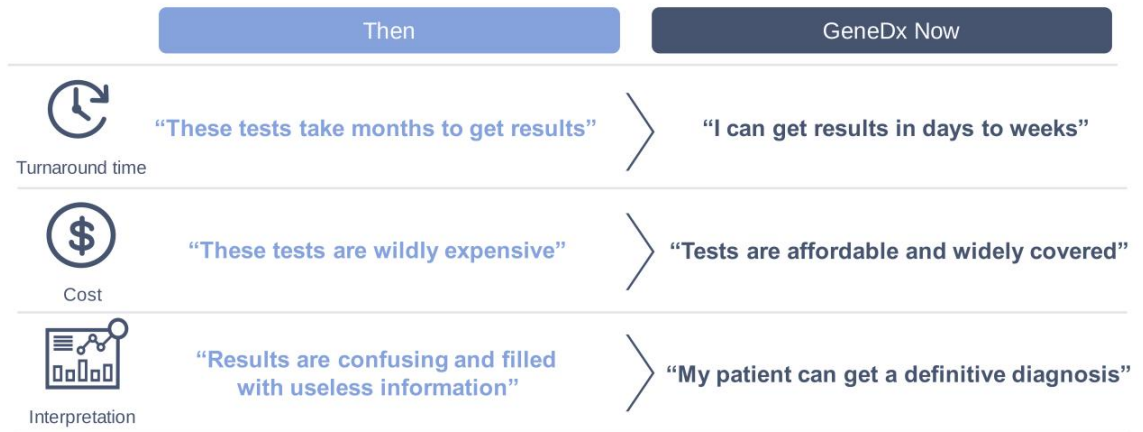 Then
GeneDx Now
“These tests take months to get results”
“I can get results in days to weeks”
Turnaround time
“These tests are wildly expensive”
“Tests are affordable and widely covered”
Cost
“Results are confusing and filled
with useless information”
“My patient can get a definitive diagnosis”
Interpretation